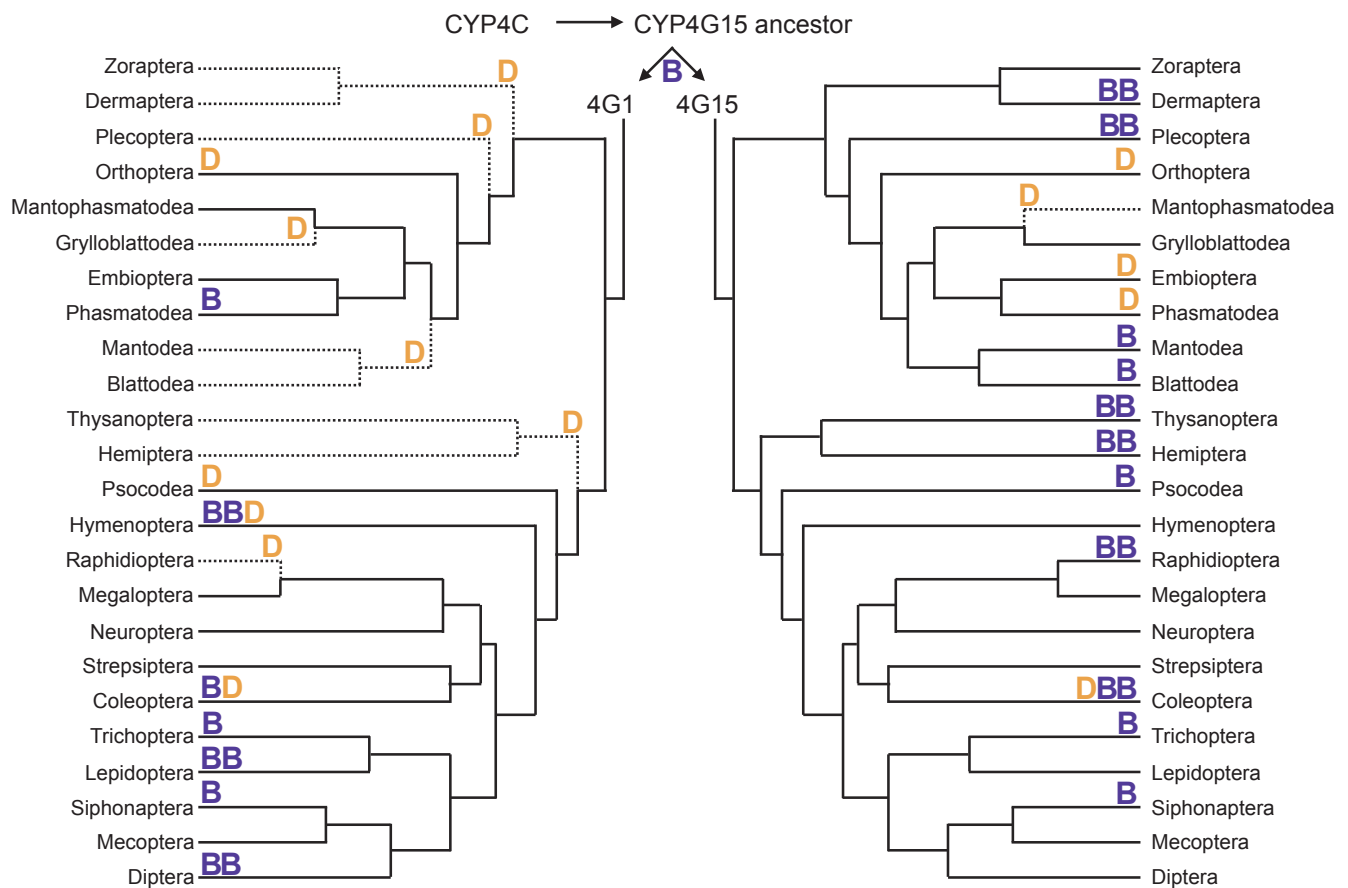 CYP4C CYP4G15 ancestor
B
4G1 4G15
D
Zoraptera
Dermaptera
D
Plecoptera
D
Orthoptera
Mantophasmatodea
D
Grylloblattodea
Embioptera
B
Phasmatodea
Mantodea
D
Blattodea
Thysanoptera
D
Hemiptera
D
Psocodea
BBD
Hymenoptera
D
Raphidioptera
Megaloptera
Neuroptera
Strepsiptera
BD
Coleoptera
B
Trichoptera
BB
Lepidoptera
B
Siphonaptera
Mecoptera
BB
Diptera
Zoraptera
BB
Dermaptera
BB
Plecoptera
D
Orthoptera
D
Mantophasmatodea
Grylloblattodea
D
Embioptera
D
Phasmatodea
B
Mantodea
B
Blattodea
BB
Thysanoptera
BB
Hemiptera
B
Psocodea
Hymenoptera
BB
Raphidioptera
Megaloptera
Neuroptera
Strepsiptera
DBB
Coleoptera
B
Trichoptera
Lepidoptera
B
Siphonaptera
Mecoptera
Diptera